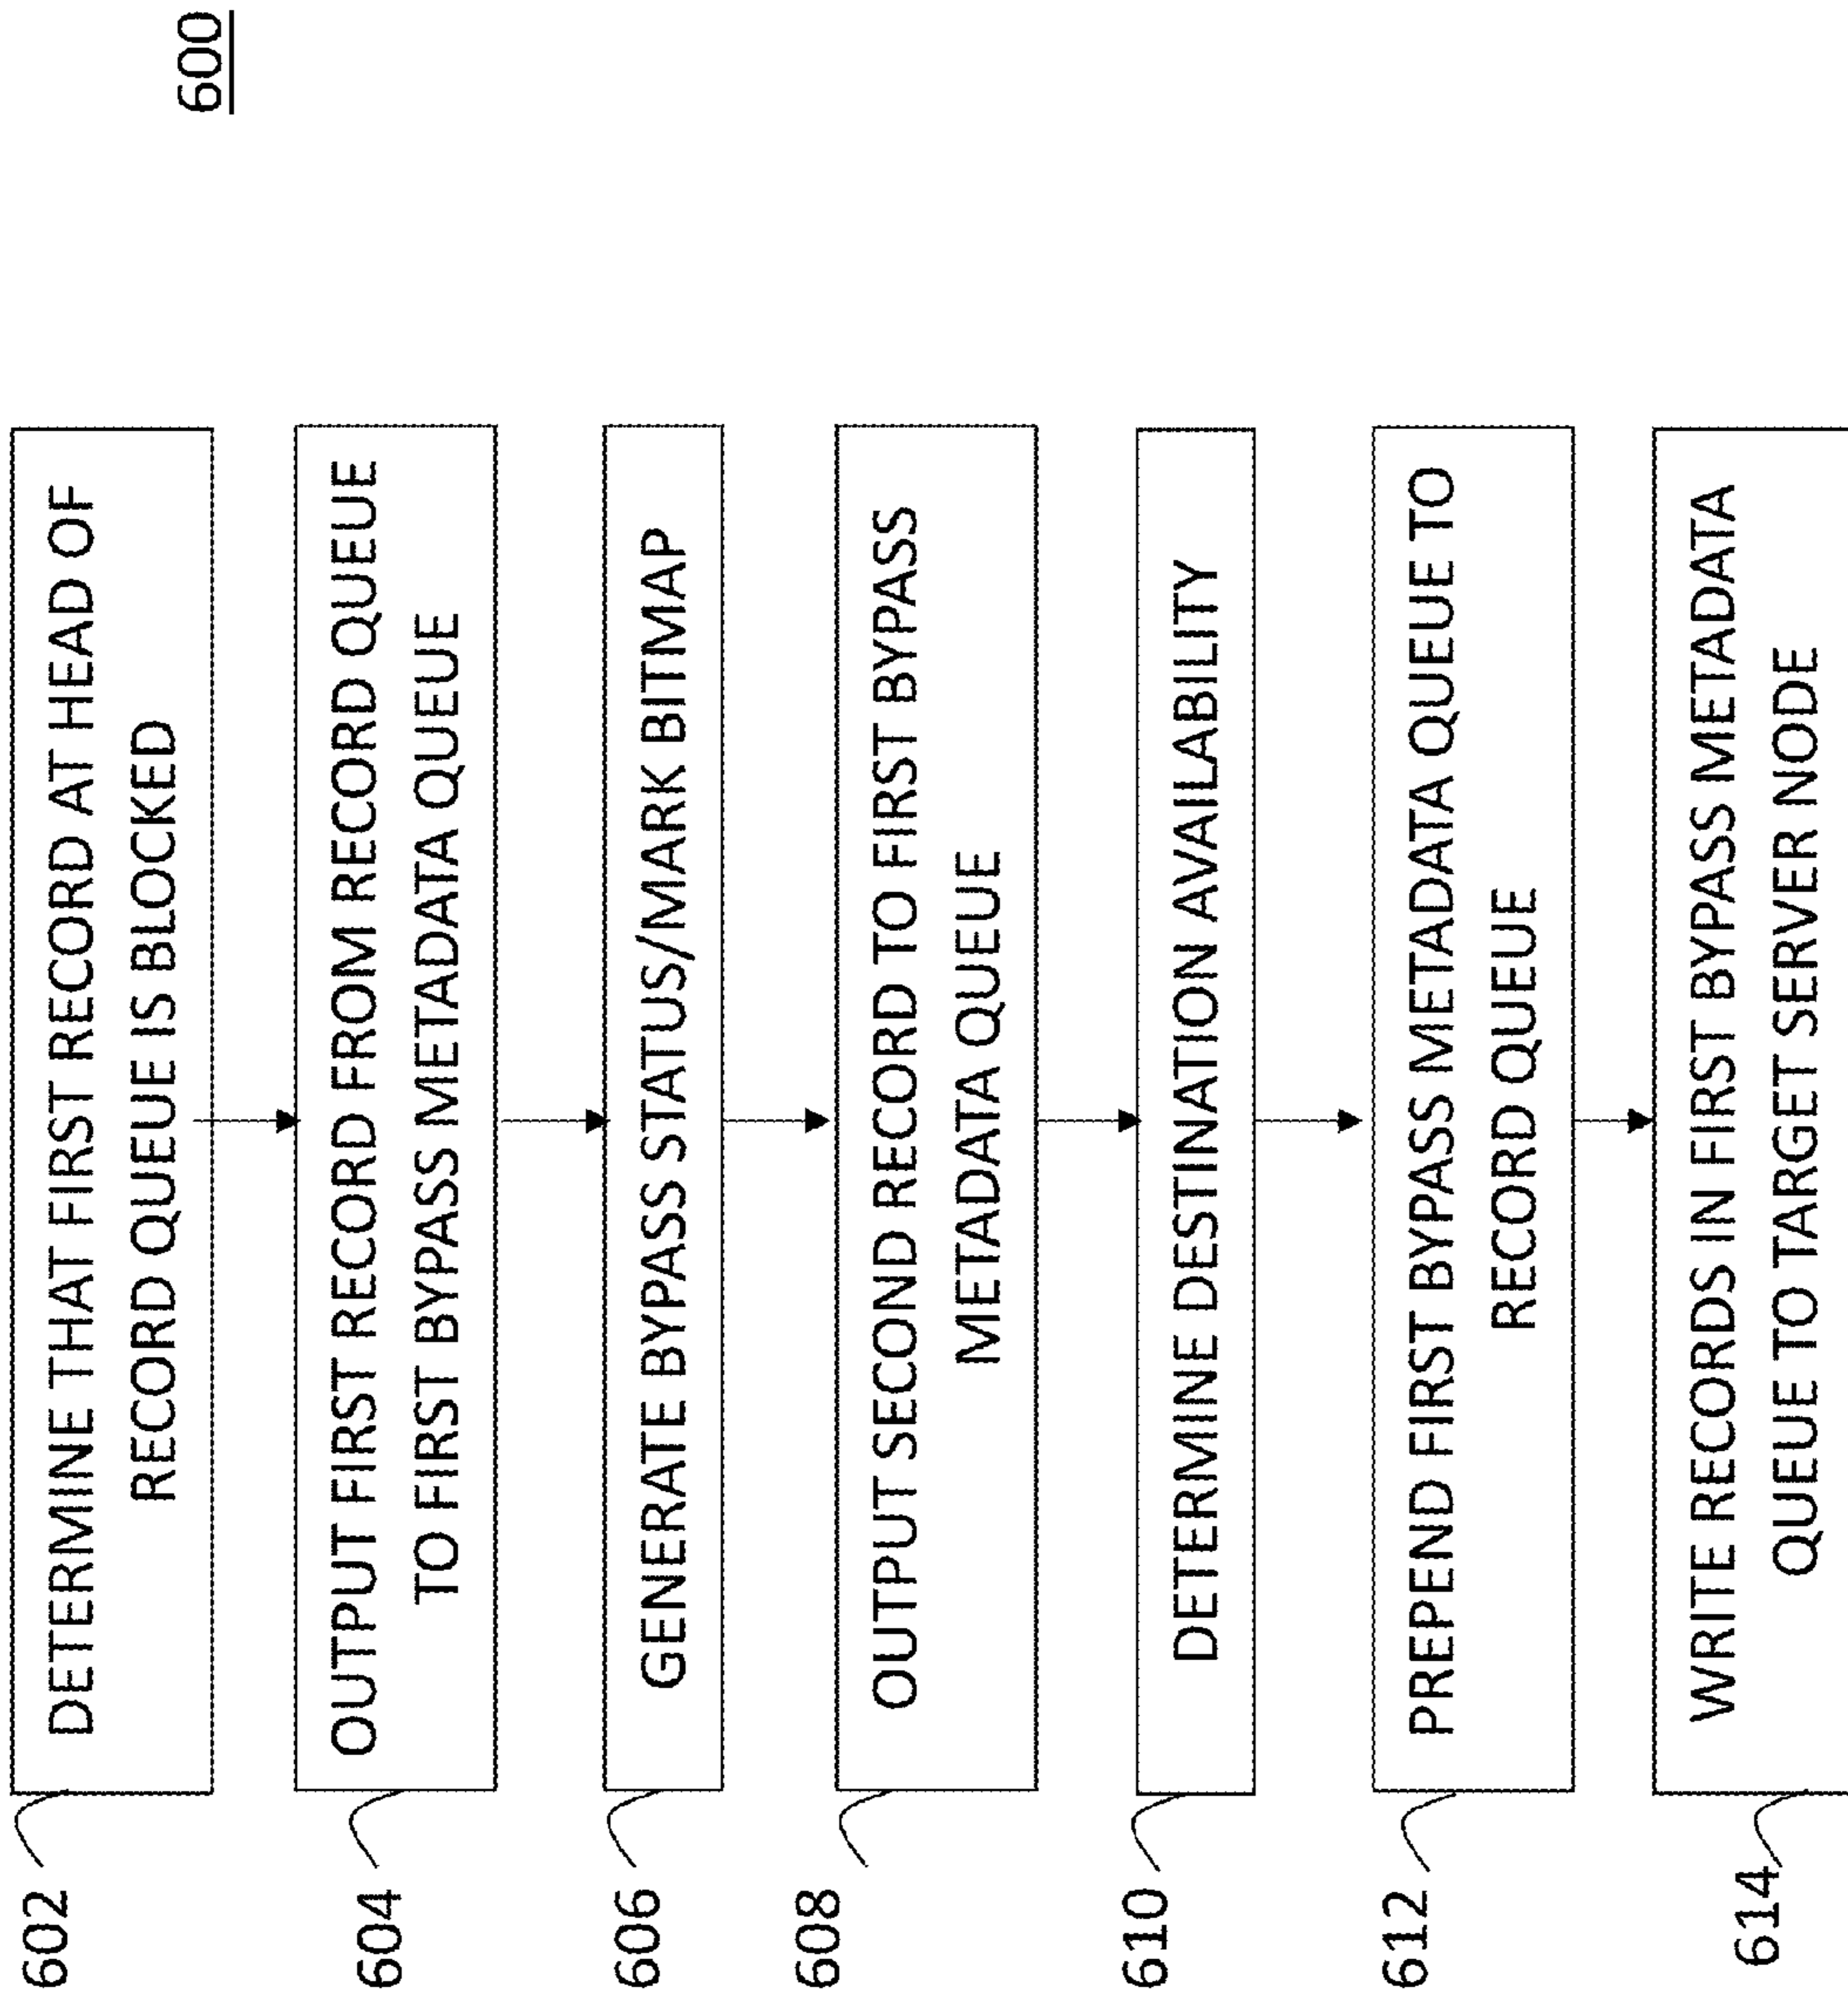 600
602
DETERMINE THAT FIRST RECORD AT HEAD OF
RECORD QUEUE IS BLOCKED
604
OUTPUT FIRST RECORD FROM RECORD QUEUE
TO FIRST BYPASS METADATA QUEUE
606
GENERATE BYPASS STATUS/MARK BITMAP
608
OUTPUT SECOND RECORD TO FIRST BYPASS
METADATA QUEUE
610
DETERMINE DESTINATION AVAILABILITY
612
PREPEND FIRST BYPASS METADATA QUEUE TO
RECORD QUEUE
614
WRITE RECORDS IN FIRST BYPASS METADATA
QUEUE TO TARGET SERVER NODE